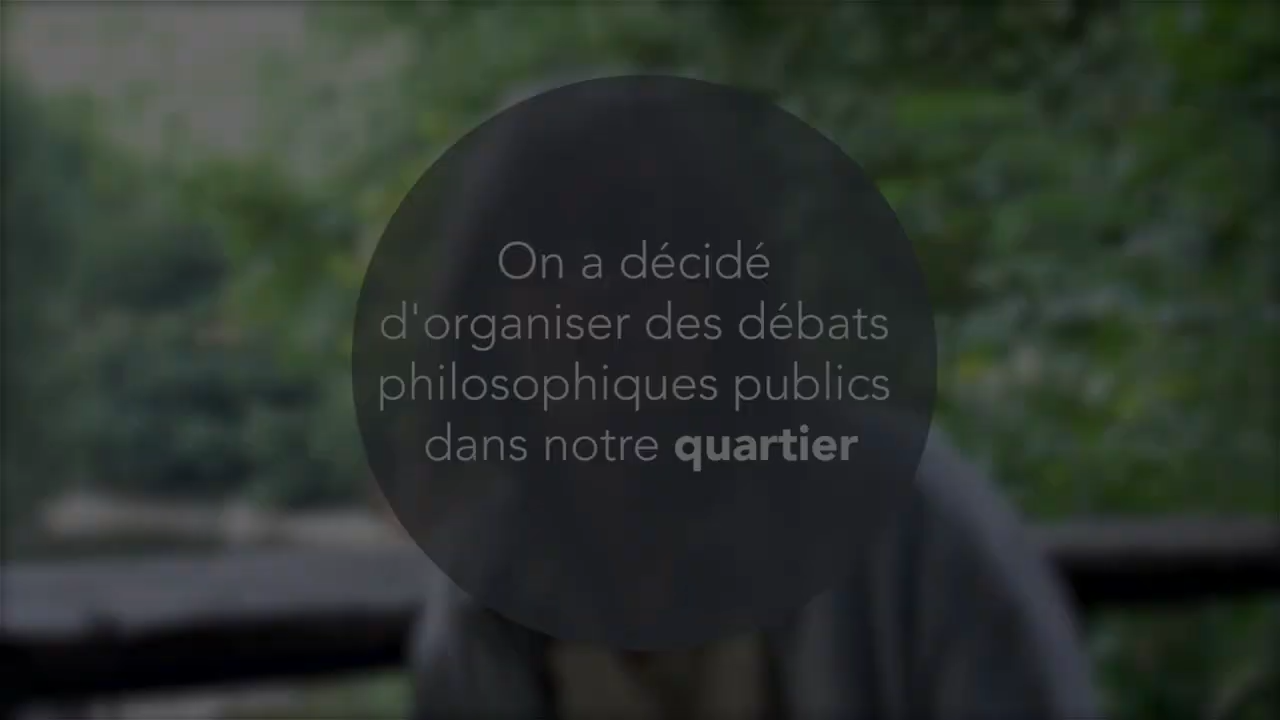 On a décidé
d'organiser des débats
philosophiques publics
dans notre quartier